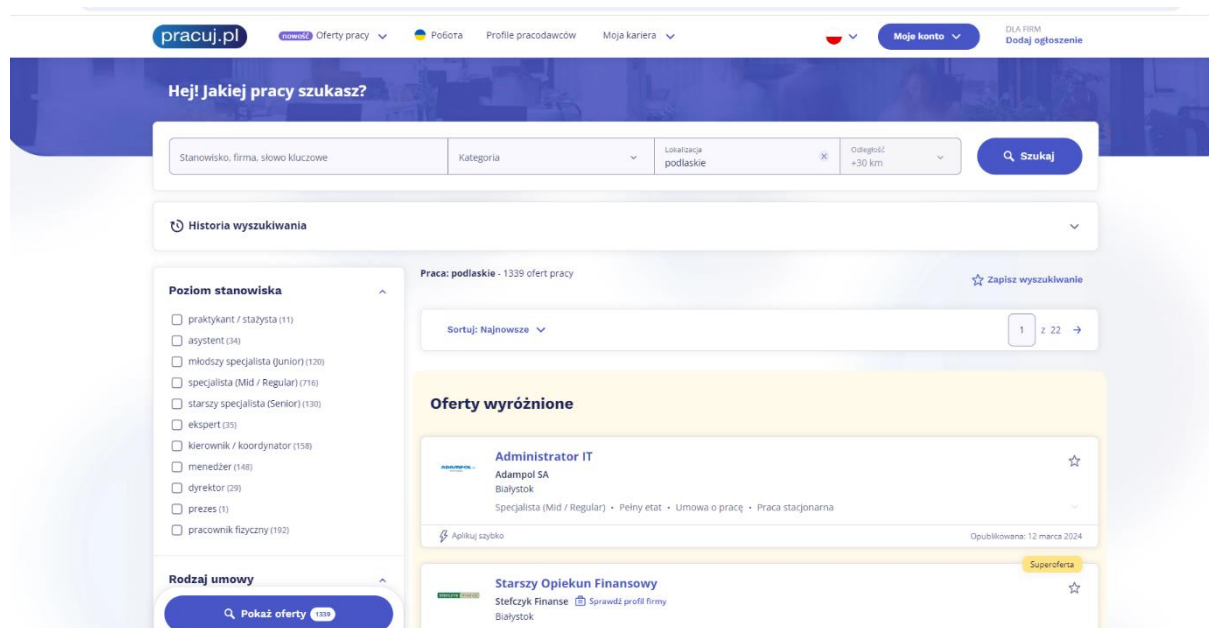 pracuj.pl
nowość Oferty pracy
Робота
Profile pracodawców
Moja kariera
Moje konto
DLA FIRM
Dodaj ogłoszenie
Hej! Jakiej pracy szukasz?
Stanowisko, firma, słowo kluczowe
Kategoria
Lokalizacja
podlaskie
Odległość
+30 km
Szukaj
Historia wyszukiwania
Poziom stanowiska
praktykant / stażysta (11)
asystent (34)
młodszy specjalista (Junior) (120)
specjalista (Mid / Regular) (716)
starszy specjalista (Senior) (130)
ekspert (35)
kierownik / koordynator (158)
menedżer (148)
dyrektor (29)
prezes (1)
pracownik fizyczny (192)
Rodzaj umowy
Pokaż oferty 1339
Praca: podlaskie - 1339 ofert pracy
Zapisz wyszukiwanie
Sortuj: Najnowsze
1 z 22
Oferty wyróżnione
ADAMPOL
Administrator IT
Adampol SA
Białystok
Specjalista (Mid / Regular) • Pełny etat • Umowa o pracę • Praca stacjonarna
Aplikuj szybko
Opublikowana: 12 marca 2024
Superoferta
Starszy Opiekun Finansowy
Stefczyk Finanse Sprawdź profil firmy
Białystok